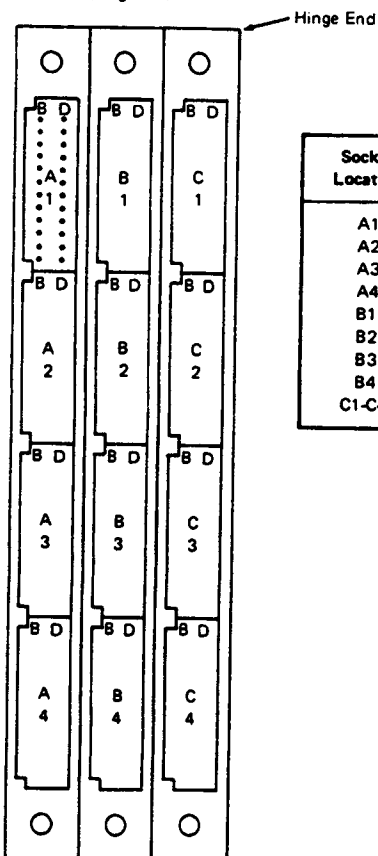 Hinge End
B D B D B D
A B C
1 1 1
B D B D B D
A B C
2 2 2
B D B D B D
A B C
3 3 3
B D B D B D
A B C
4 4 4
A1
A2
A3
A4
B1
B2
B3
B4